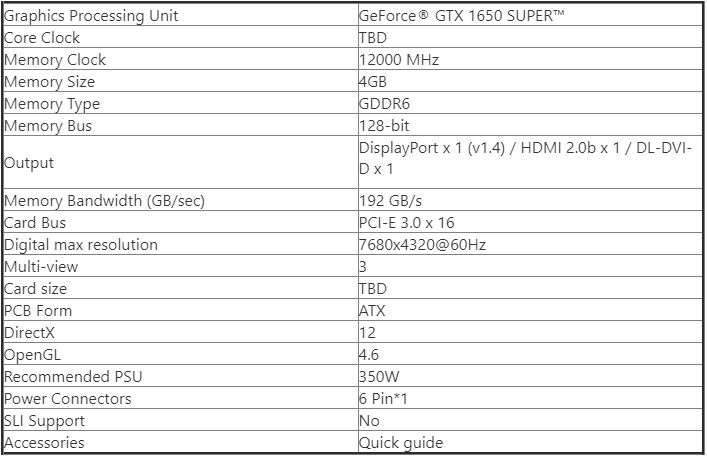 Graphics Processing Unit GeForce® GTX 1650 SUPER™
Core Clock TBD
Memory Clock 12000 MHz
Memory Size 4GB
Memory Type GDDR6
Memory Bus 128-bit
Output DisplayPort x 1 (v1.4) / HDMI 2.0b x 1 / DL-DVI-
D x 1
Memory Bandwidth (GB/sec) 192 GB/s
Card Bus PCI-E 3.0 x 16
Digital max resolution 7680x4320@60Hz
Multi-view 3
Card size TBD
PCB Form ATX
DirectX 12
OpenGL 4.6
Recommended PSU 350W
Power Connectors 6 Pin*1
SLI Support No
Accessories Quick guide